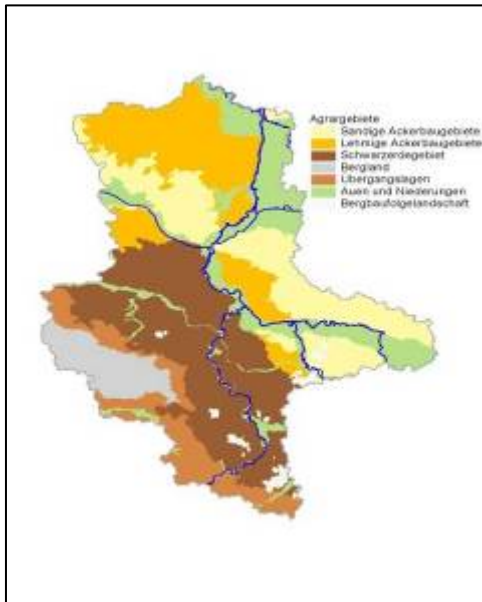 Agrargebiete
Sandige Ackerbaugebiete
Lehmige Ackerbaugebiete
Schwarzerdegebiet
Bergland
Übergangslagen
Auen und Niederungen
Bergbaufolgelandschaft